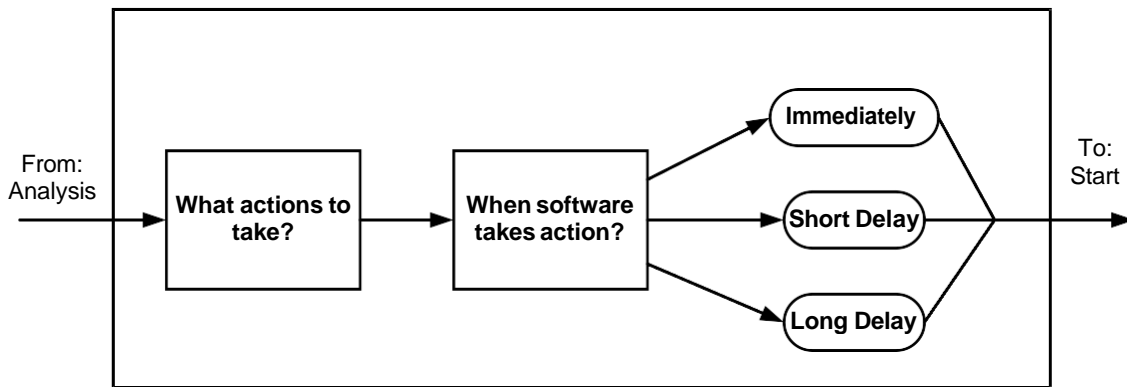 From:
Analysis
What actions to
take?
When software
takes action?
Immediately
Short Delay
Long Delay
To:
Start